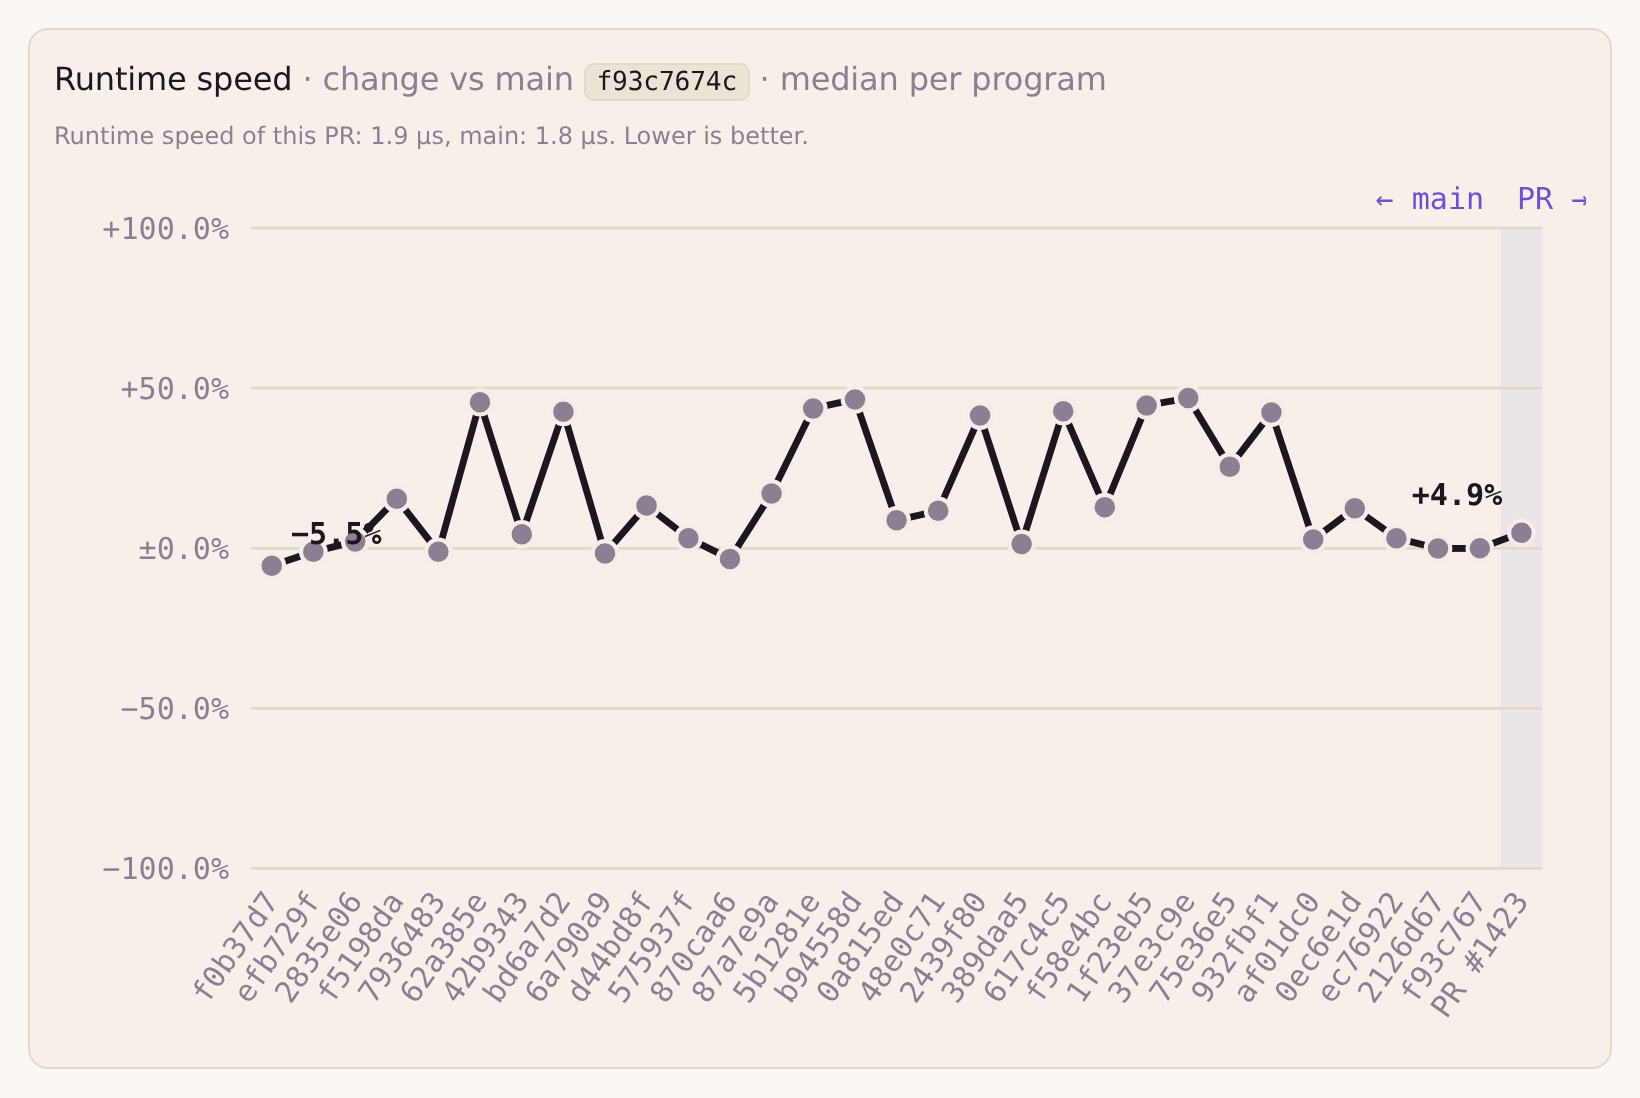 Runtime speed · change vs main f93c7674c · median per program
Runtime speed of this PR: 1.9 µs, main: 1.8 µs. Lower is better.
← main PR →
+100.0%
+50.0%
±0.0%
−50.0%
−100.0%
−5.5%
+4.9%
f0b37d7
efb729f
2835e06
f5198da
7936483
62a385e
42b9343
bd6a7d2
6a790a9
d44bd8f
575937f
870caa6
87a7e9a
5b1281e
b94558d
0a815ed
48e0c71
2439f80
389daa5
617c4c5
f58e4bc
1f23eb5
37e3c9e
75e36e5
932fbf1
af01dc0
0ec6e1d
ec76922
2126d67
f93c767
PR #1423